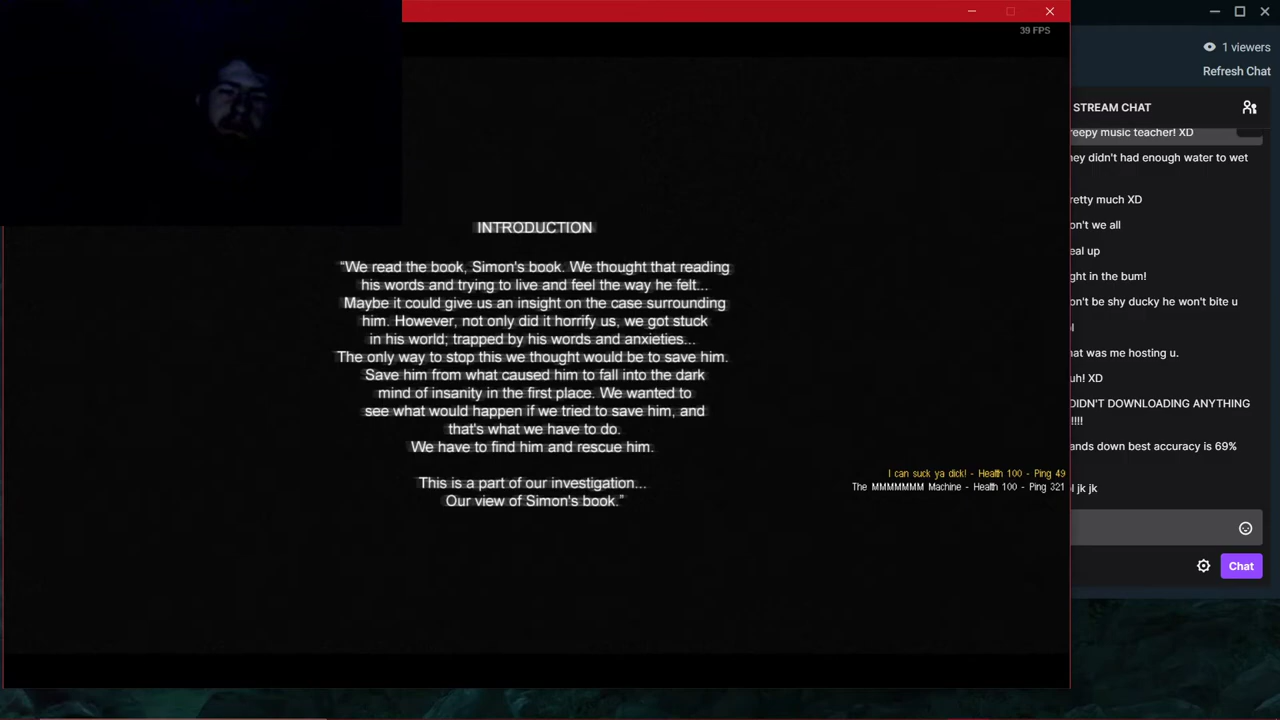 39 FPS
1 viewers
Refresh Chat
STREAM CHAT
reepy music teacher! XD
hey didn't had enough water to wet
retty much XD
on't we all
eal up
ght in the bum!
on't be shy ducky he won't bite u
ol
hat was me hosting u.
uh! XD
DIDN'T DOWNLOADING ANYTHING
!!!!
ands down best accuracy is 69%
ol jk jk
Chat
INTRODUCTION
“We read the book, Simon's book. We thought that reading
his words and trying to live and feel the way he felt...
Maybe it could give us an insight on the case surrounding
him. However, not only did it horrify us, we got stuck
in his world; trapped by his words and anxieties...
The only way to stop this we thought would be to save him.
Save him from what caused him to fall into the dark
mind of insanity in the first place. We wanted to
see what would happen if we tried to save him, and
that's what we have to do.
We have to find him and rescue him.
This is a part of our investigation...
Our view of Simon's book.”
I can suck ya dick! - Health 100 - Ping 49
The MMMMMMM Machine - Health 100 - Ping 321